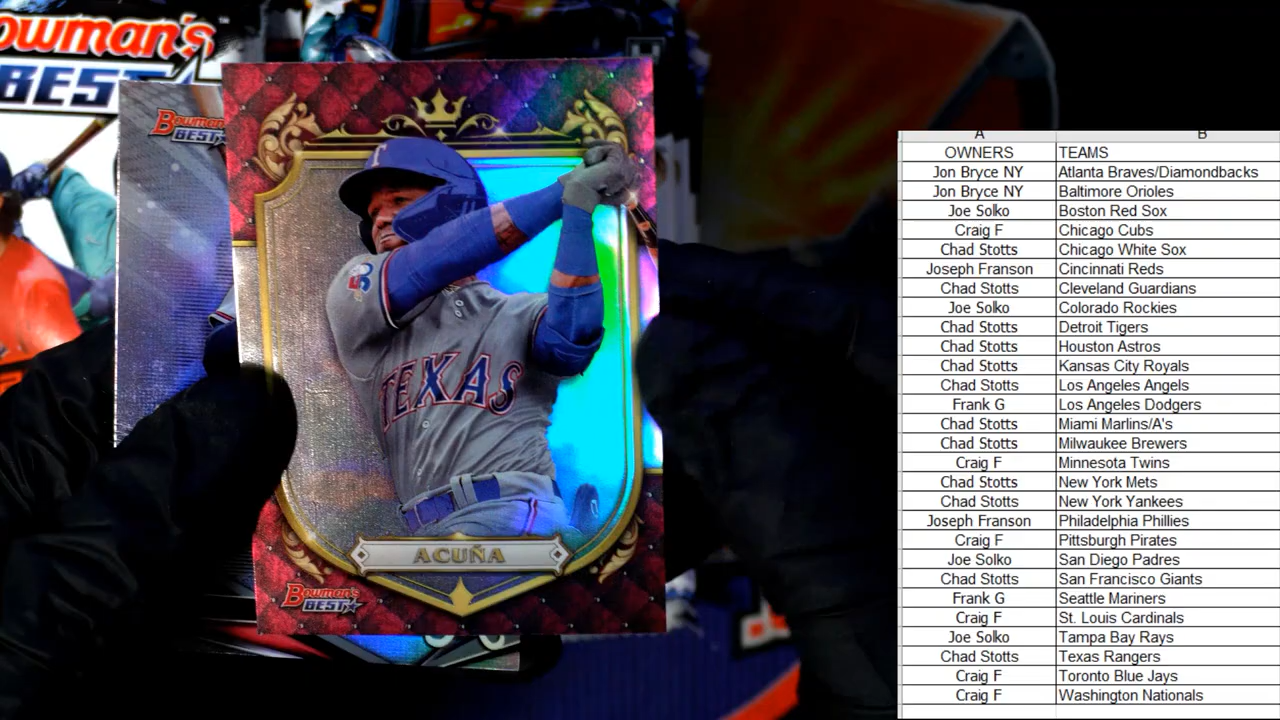 Bowman's
BEST
Bowman's
BEST
TEXAS
ACUÑA
Bowman's
BEST
A B
OWNERS TEAMS
Jon Bryce NY Atlanta Braves/Diamondbacks
Jon Bryce NY Baltimore Orioles
Joe Solko Boston Red Sox
Craig F Chicago Cubs
Chad Stotts Chicago White Sox
Joseph Franson Cincinnati Reds
Chad Stotts Cleveland Guardians
Joe Solko Colorado Rockies
Chad Stotts Detroit Tigers
Chad Stotts Houston Astros
Chad Stotts Kansas City Royals
Chad Stotts Los Angeles Angels
Frank G Los Angeles Dodgers
Chad Stotts Miami Marlins/A's
Chad Stotts Milwaukee Brewers
Craig F Minnesota Twins
Chad Stotts New York Mets
Chad Stotts New York Yankees
Joseph Franson Philadelphia Phillies
Craig F Pittsburgh Pirates
Joe Solko San Diego Padres
Chad Stotts San Francisco Giants
Frank G Seattle Mariners
Craig F St. Louis Cardinals
Joe Solko Tampa Bay Rays
Chad Stotts Texas Rangers
Craig F Toronto Blue Jays
Craig F Washington Nationals